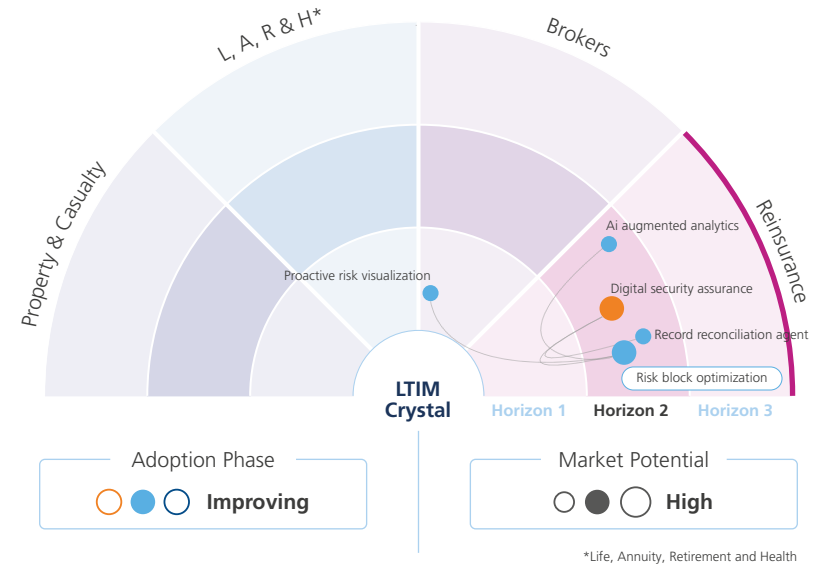 L, A, R & H*
Brokers
Property & Casualty
Reinsurance
Ai augmented analytics
Proactive risk visualization
Digital security assurance
Record reconciliation agent
Risk block optimization
LTIM
Crystal
Horizon 1
Horizon 2
Horizon 3
Adoption Phase
Improving
Market Potential
High
*Life, Annuity, Retirement and Health